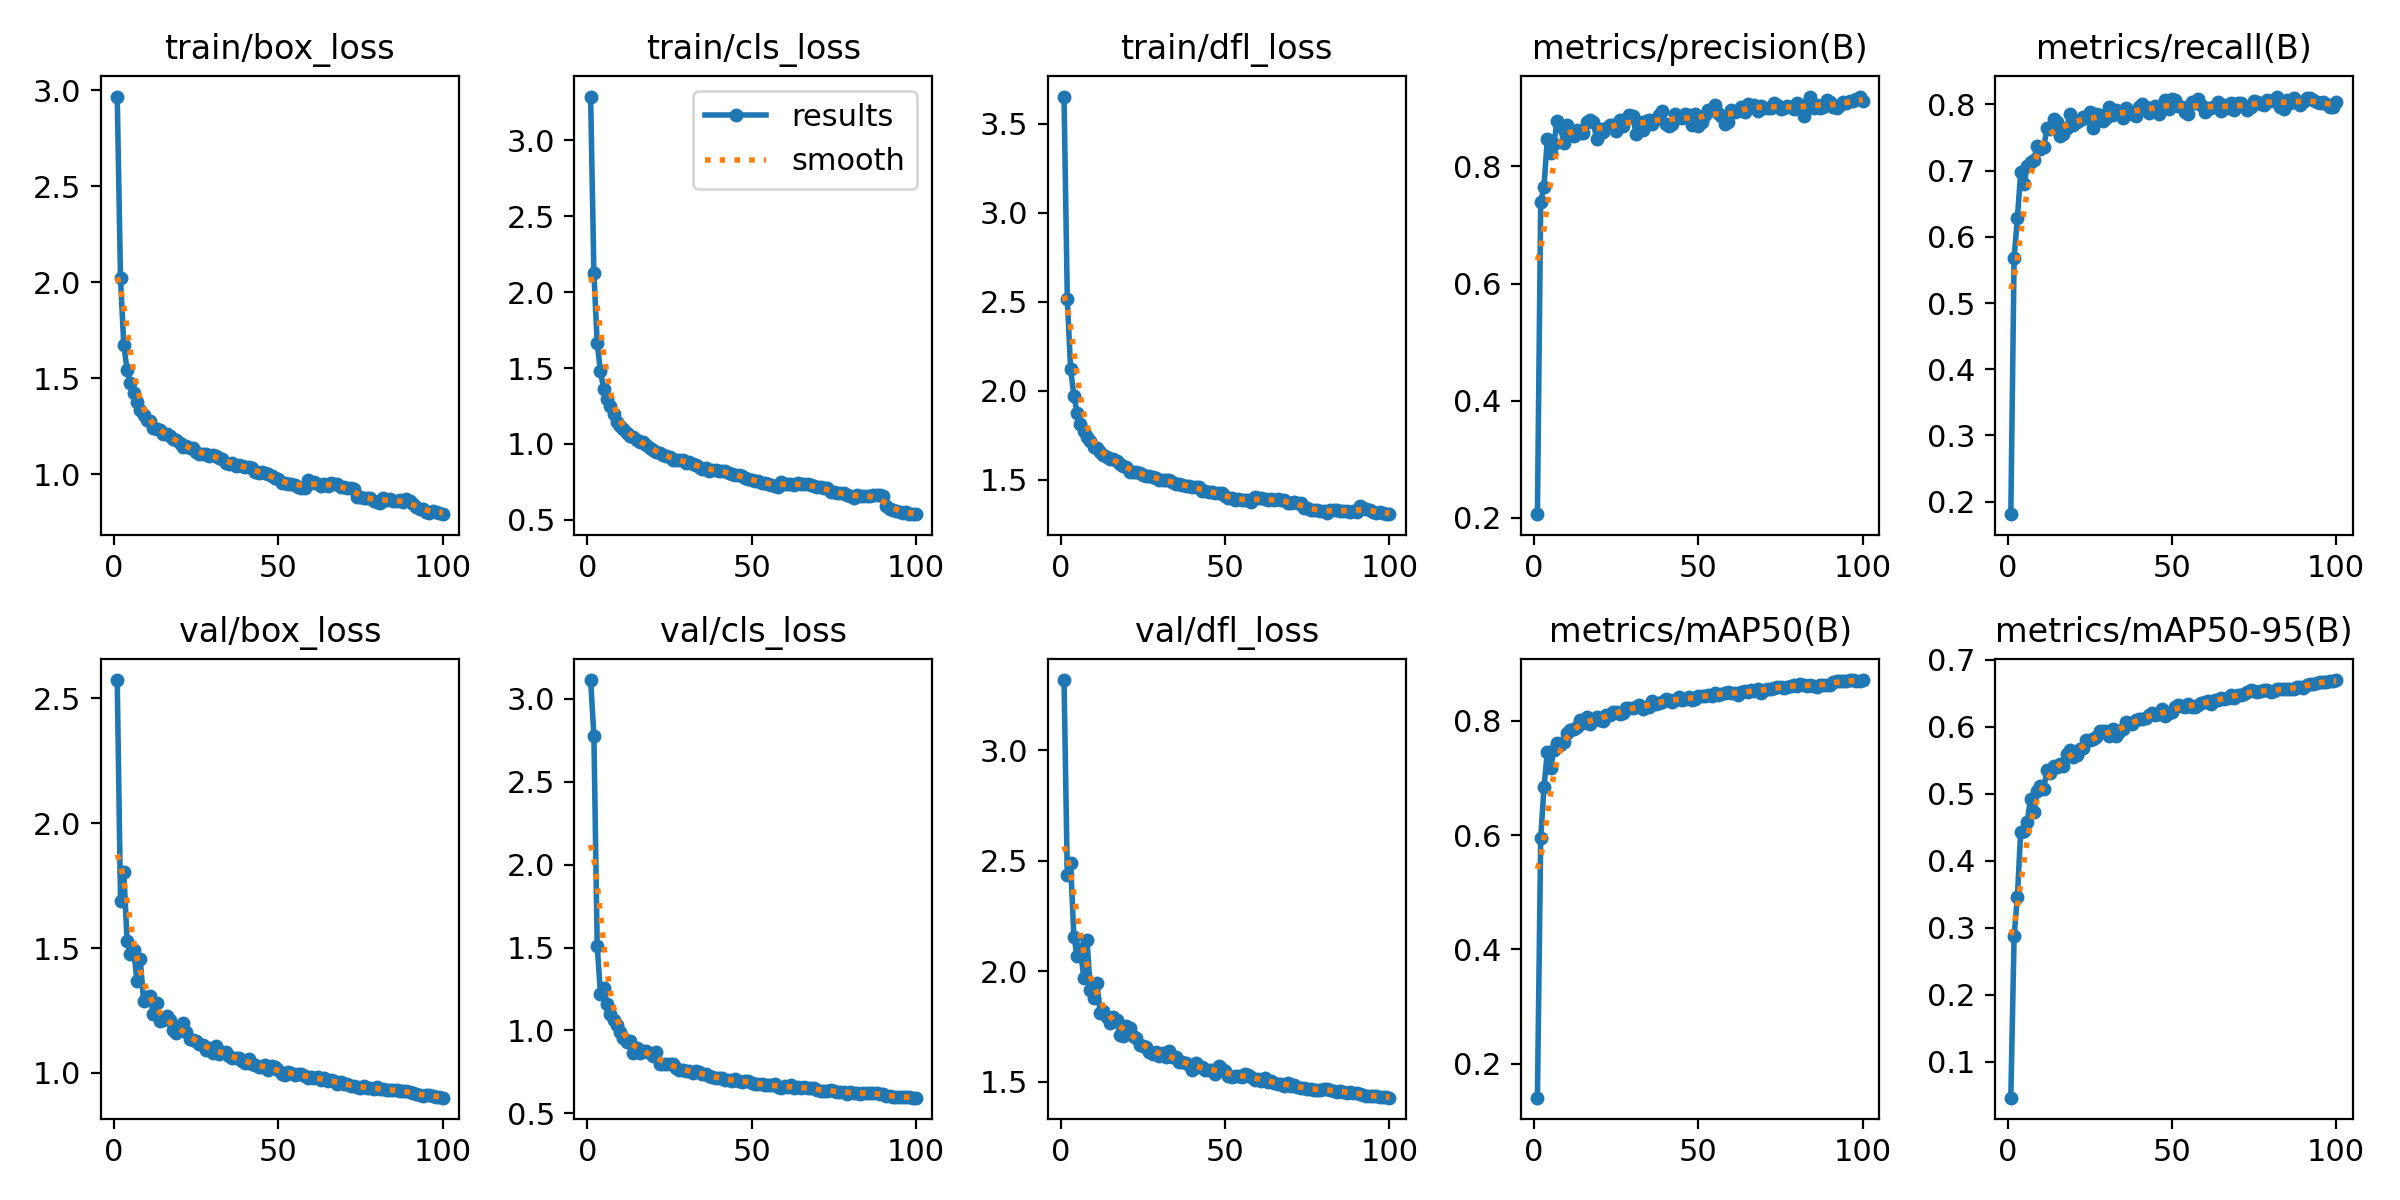 train/box_loss
3.0
2.5
2.0
1.5
1.0
0 50 100
train/cls_loss
results
smooth
3.0
2.5
2.0
1.5
1.0
0.5
0 50 100
train/dfl_loss
3.5
3.0
2.5
2.0
1.5
0 50 100
metrics/precision(B)
0.8
0.6
0.4
0.2
0 50 100
metrics/recall(B)
0.8
0.7
0.6
0.5
0.4
0.3
0.2
0 50 100
val/box_loss
2.5
2.0
1.5
1.0
0 50 100
val/cls_loss
3.0
2.5
2.0
1.5
1.0
0.5
0 50 100
val/dfl_loss
3.0
2.5
2.0
1.5
0 50 100
metrics/mAP50(B)
0.8
0.6
0.4
0.2
0 50 100
metrics/mAP50-95(B)
0.7
0.6
0.5
0.4
0.3
0.2
0.1
0 50 100